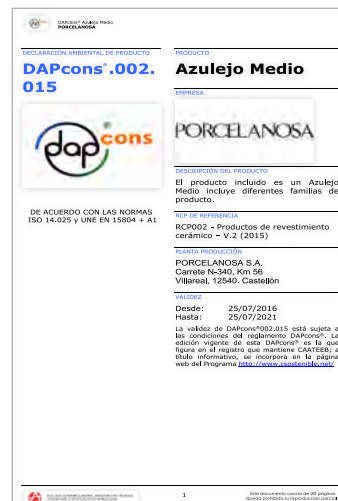 DAPcons® Azulejo Medio
PORCELANOSA
DECLARACIÓN AMBIENTAL DE PRODUCTO
DAPcons®.002.
015
dap cons
DE ACUERDO CON LAS NORMAS
ISO 14.025 y UNE EN 15804 + A1
PRODUCTO
Azulejo Medio
EMPRESA
PORCELANOSA
DESCRIPCIÓN DEL PRODUCTO
El producto incluido es un Azulejo
Medio incluye diferentes familias de
producto.
RCP DE REFERENCIA
RCP002 - Productos de revestimiento
cerámico – V.2 (2015)
PLANTA PRODUCCIÓN
PORCELANOSA S.A.
Carrete N-340, Km 56
Villareal, 12540. Castellón
VALIDEZ
Desde: 25/07/2016
Hasta: 25/07/2021
La validez de DAPcons®002.015 está sujeta a
las condiciones del reglamento DAPcons®. La
edición vigente de esta DAPcons® es la que
figura en el registro que mantiene CAATEEB; a
título informativo, se incorpora en la página
web del Programa http://www.csostenible.net/
1
Este documento consta de 20 páginas.
Queda prohibida su reproducción parcial